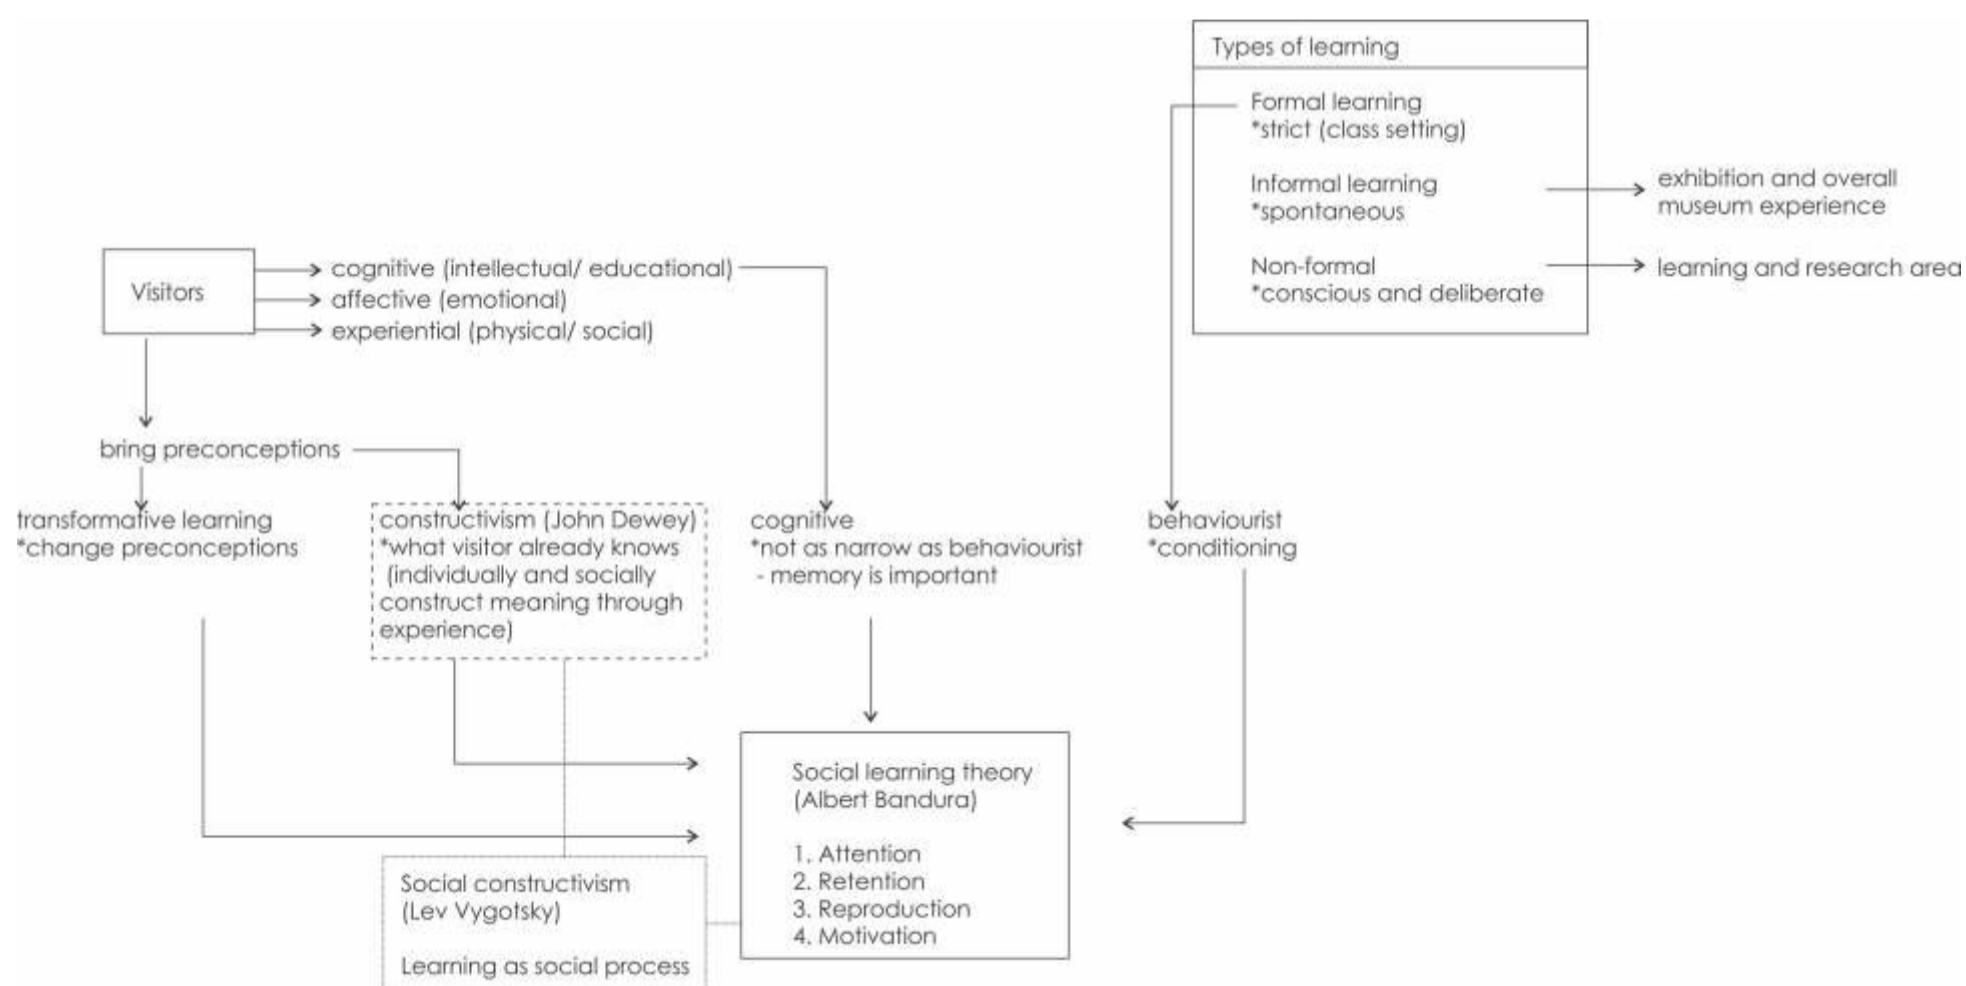 Types of learning
Formal learning
*strict (class setting)
Informal learning
*spontaneous
exhibition and overall
museum experience
Non-formal
*conscious and deliberate
learning and research area
Visitors
cognitive (intellectual/ educational)
affective (emotional)
experiential (physical/ social)
bring preconceptions
transformative learning
*change preconceptions
constructivism (John Dewey)
*what visitor already knows
(individually and socially
construct meaning through
experience)
cognitive
*not as narrow as behaviourist
- memory is important
behaviourist
*conditioning
Social learning theory
(Albert Bandura)
1. Attention
2. Retention
3. Reproduction
4. Motivation
Social constructivism
(Lev Vygotsky)
Learning as social process